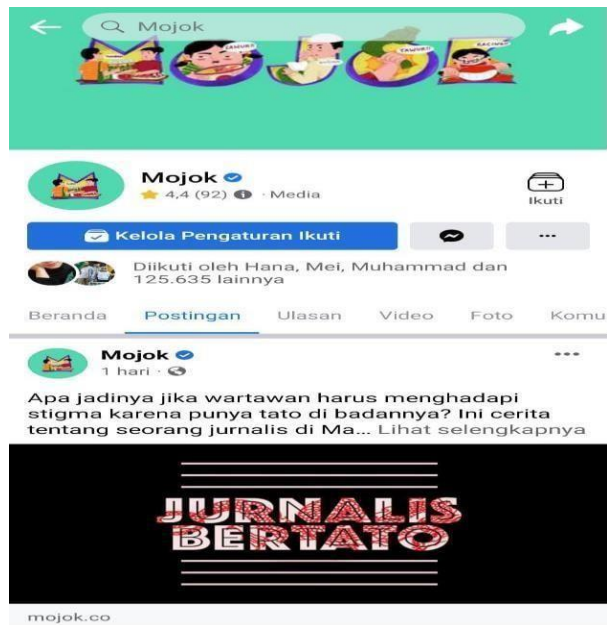 Mojok
MOJOK
Mojok
4,4 (92) · Media
Ikuti
Kelola Pengaturan Ikuti
Diikuti oleh Hana, Mei, Muhammad dan
125.635 lainnya
Beranda Postingan Ulasan Video Foto Komu
Mojok
1 hari ·
Apa jadinya jika wartawan harus menghadapi
stigma karena punya tato di badannya? Ini cerita
tentang seorang jurnalis di Ma... Lihat selengkapnya
JURNALIS
BERTATO
mojok.co